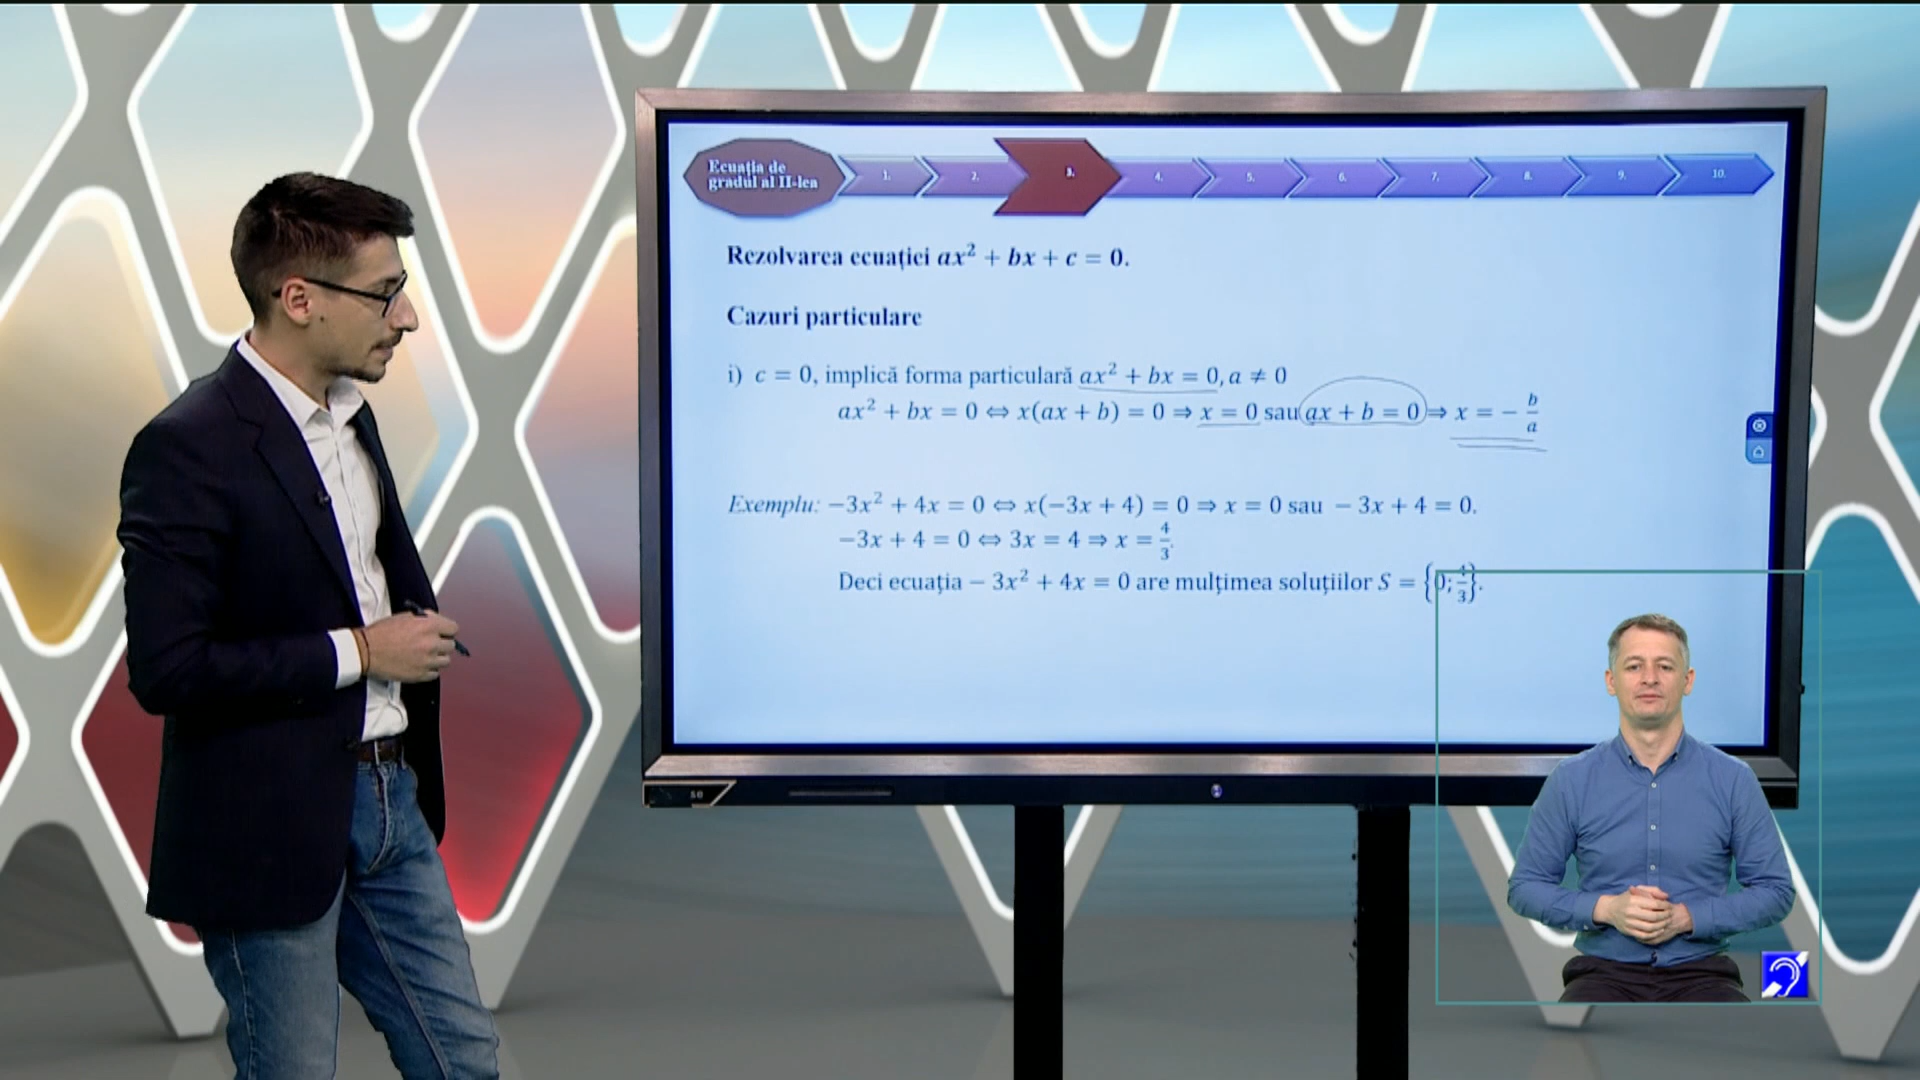 Ecuația de
gradul al II-lea
1. 2. 3. 4. 5. 6. 7. 8. 9. 10.
Rezolvarea ecuației ax² + bx + c = 0.
Cazuri particulare
i) c = 0, implică forma particulară ax² + bx = 0, a ≠ 0
ax² + bx = 0 ⇔ x(ax + b) = 0 ⇒ x = 0 sau ax + b = 0 ⇒ x = − b/a
Exemplu: −3x² + 4x = 0 ⇔ x(−3x + 4) = 0 ⇒ x = 0 sau − 3x + 4 = 0.
−3x + 4 = 0 ⇔ 3x = 4 ⇒ x = 4/3.
Deci ecuația − 3x² + 4x = 0 are mulțimea soluțiilor S = {0; 4/3}.